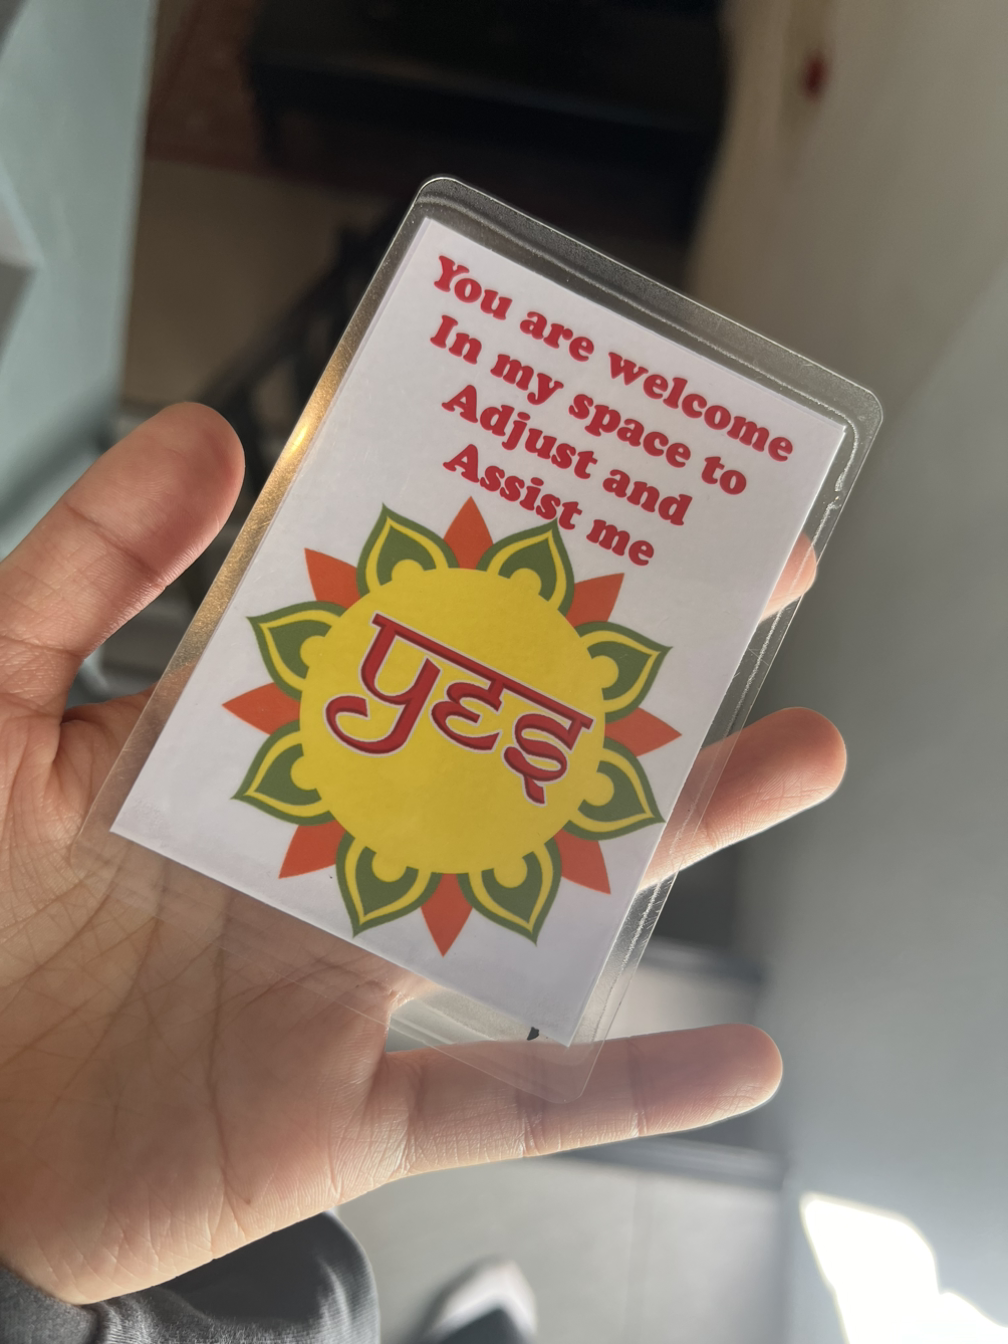 You are welcome
In my space to
Adjust and
Assist me
yes